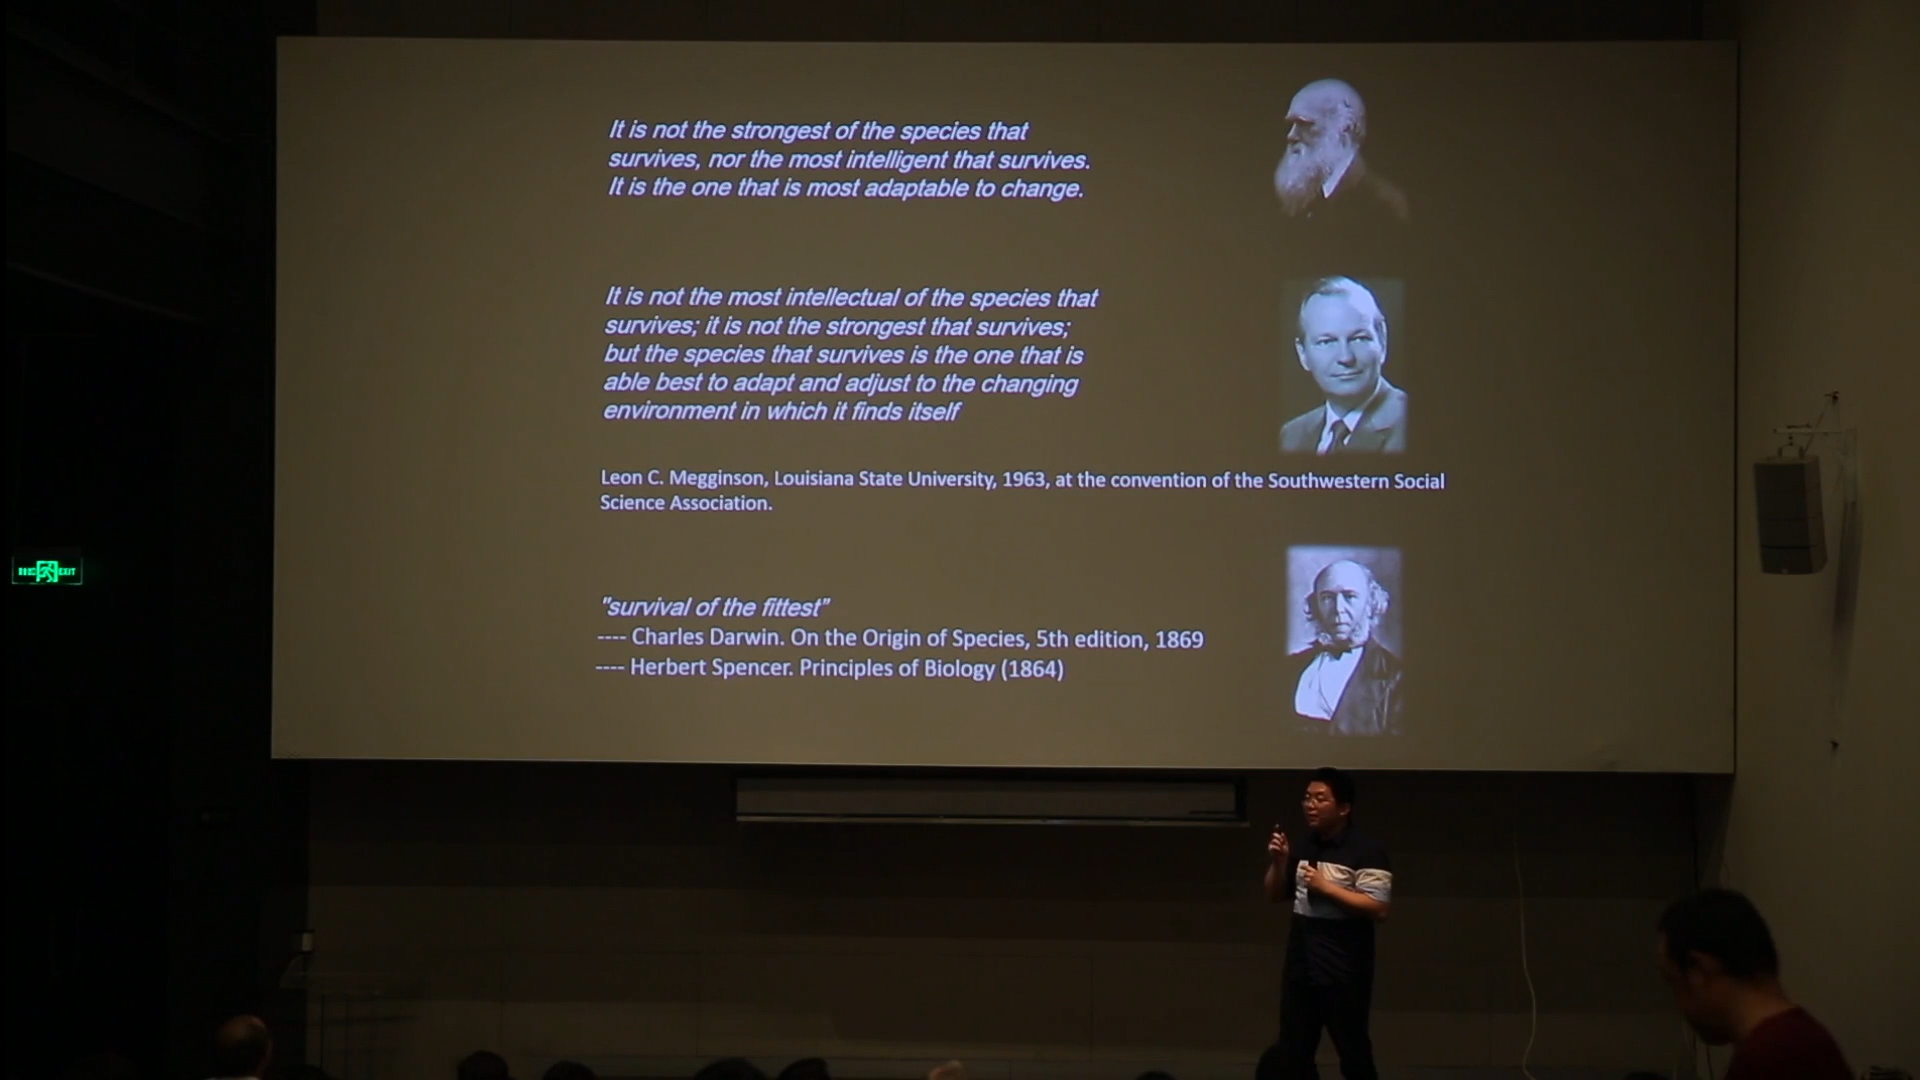 It is not the strongest of the species that
survives, nor the most intelligent that survives.
It is the one that is most adaptable to change.
It is not the most intellectual of the species that
survives; it is not the strongest that survives;
but the species that survives is the one that is
able best to adapt and adjust to the changing
environment in which it finds itself
Leon C. Megginson, Louisiana State University, 1963, at the convention of the Southwestern Social
Science Association.
"survival of the fittest”
---- Charles Darwin. On the Origin of Species, 5th edition, 1869
---- Herbert Spencer. Principles of Biology (1864)
EXIT